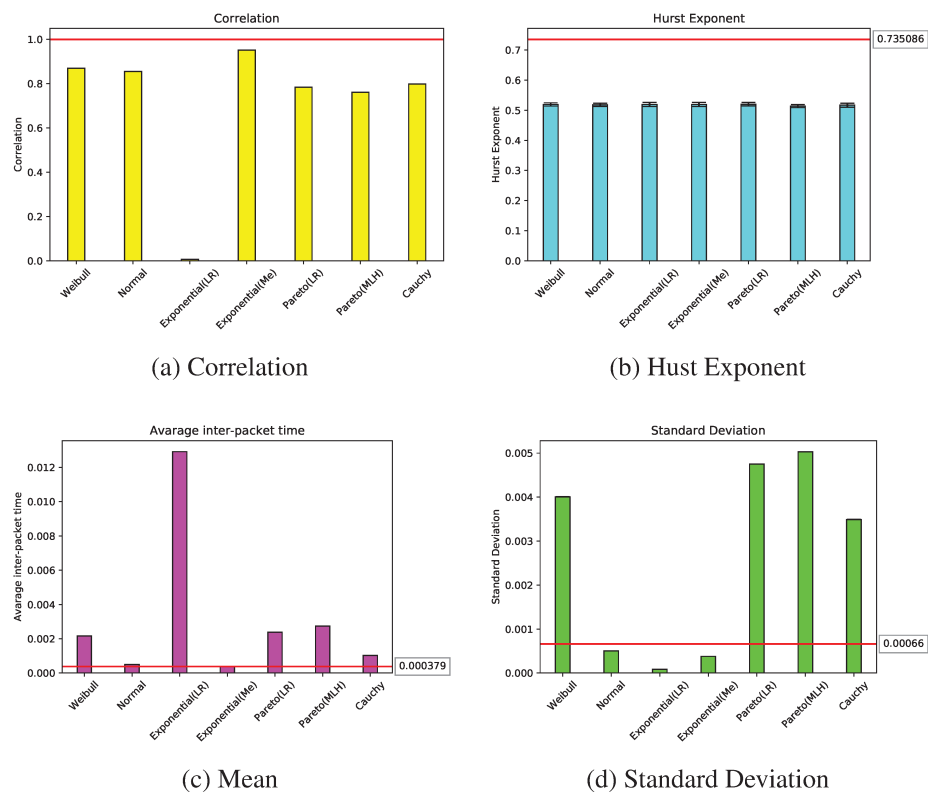 Correlation
Correlation
1.0
0.8
0.6
0.4
0.2
0.0
Weibull
Normal
Exponential(LR)
Exponential(Me)
Pareto(LR)
Pareto(MLH)
Cauchy
(a) Correlation
Hurst Exponent
0.735086
Hurst Exponent
0.7
0.6
0.5
0.4
0.3
0.2
0.1
0.0
Weibull
Normal
Exponential(LR)
Exponential(Me)
Pareto(LR)
Pareto(MLH)
Cauchy
(b) Hust Exponent
Avarage inter-packet time
Avarage inter-packet time
0.012
0.010
0.008
0.006
0.004
0.002
0.000
0.000379
Weibull
Normal
Exponential(LR)
Exponential(Me)
Pareto(LR)
Pareto(MLH)
Cauchy
(c) Mean
Standard Deviation
Standard Deviation
0.005
0.004
0.003
0.002
0.001
0.000
0.00066
Weibull
Normal
Exponential(LR)
Exponential(Me)
Pareto(LR)
Pareto(MLH)
Cauchy
(d) Standard Deviation